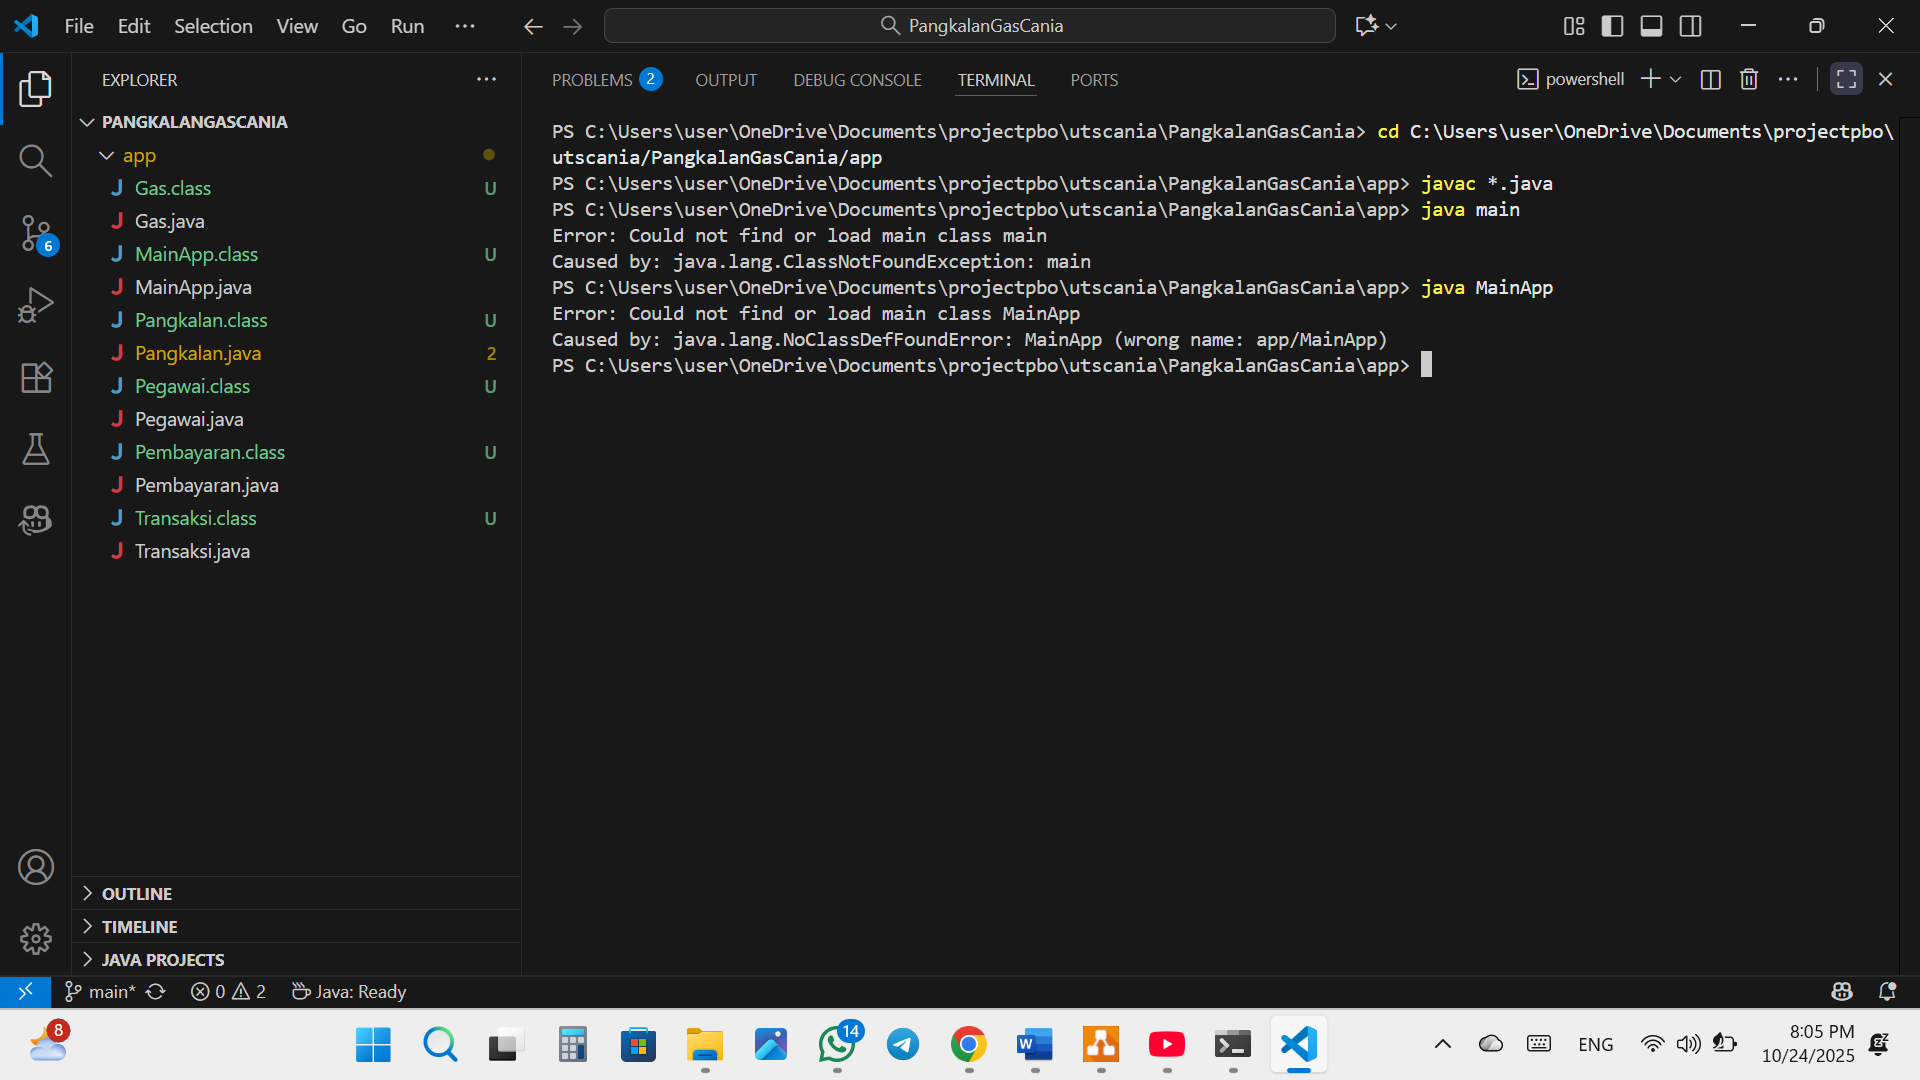 File Edit Selection View Go Run ···
PangkalanGasCania
EXPLORER
PANGKALANGASCANIA
app
Gas.class U
Gas.java
MainApp.class U
MainApp.java
Pangkalan.class U
Pangkalan.java 2
Pegawai.class U
Pegawai.java
Pembayaran.class U
Pembayaran.java
Transaksi.class U
Transaksi.java
6
OUTLINE
TIMELINE
JAVA PROJECTS
PROBLEMS 2 OUTPUT DEBUG CONSOLE TERMINAL PORTS
powershell
PS C:\Users\user\OneDrive\Documents\projectpbo\utscania\PangkalanGasCania> cd C:\Users\user\OneDrive\Documents\projectpbo\
utscania/PangkalanGasCania/app
PS C:\Users\user\OneDrive\Documents\projectpbo\utscania\PangkalanGasCania\app> javac *.java
PS C:\Users\user\OneDrive\Documents\projectpbo\utscania\PangkalanGasCania\app> java main
Error: Could not find or load main class main
Caused by: java.lang.ClassNotFoundException: main
PS C:\Users\user\OneDrive\Documents\projectpbo\utscania\PangkalanGasCania\app> java MainApp
Error: Could not find or load main class MainApp
Caused by: java.lang.NoClassDefFoundError: MainApp (wrong name: app/MainApp)
PS C:\Users\user\OneDrive\Documents\projectpbo\utscania\PangkalanGasCania\app>
main* 0 2 Java: Ready
8
14
W
ENG
8:05 PM
10/24/2025